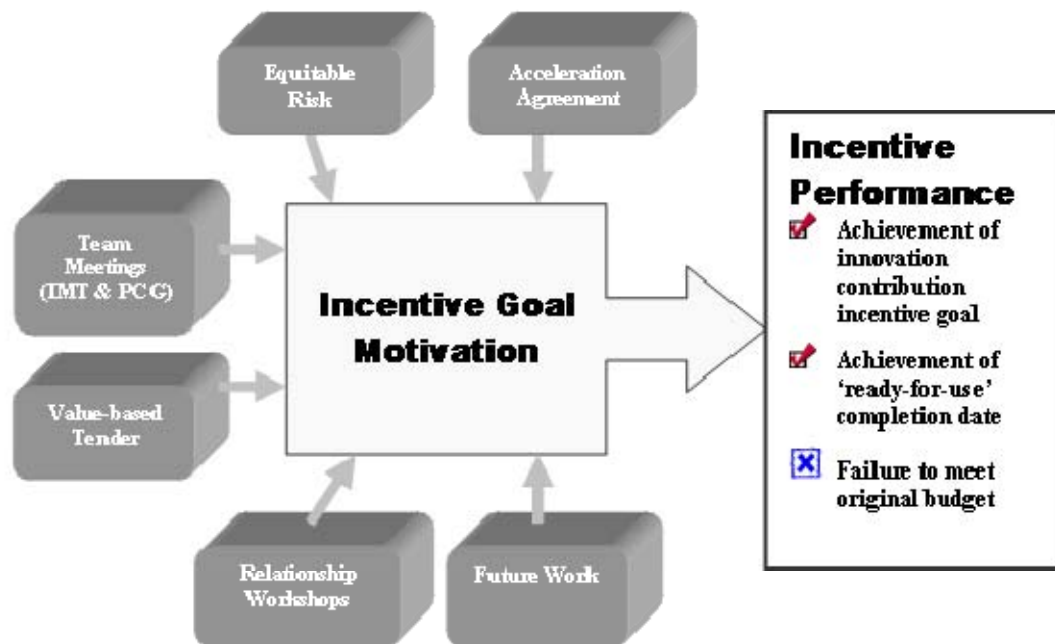 Equitable
Risk
Acceleration
Agreement
Team
Meetings
(IMT & PCG)
Value-based
Tender
Incentive Goal
Motivation
Relationship
Workshops
Future Work
Incentive
Performance
Achievement of
innovation
contribution
incentive goal
Achievement of
‘ready-for-use’
completion date
Failure to meet
original budget